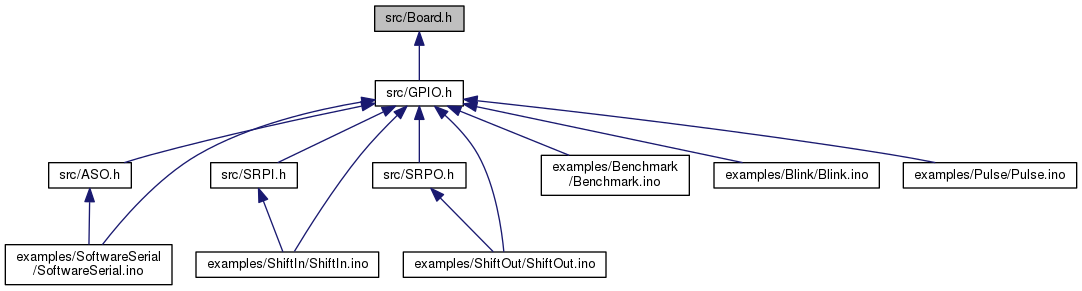 src/Board.h
src/GPIO.h
src/ASO.h
src/SRPI.h
src/SRPO.h
examples/Benchmark
/Benchmark.ino
examples/Blink/Blink.ino
examples/Pulse/Pulse.ino
examples/SoftwareSerial
/SoftwareSerial.ino
examples/ShiftIn/ShiftIn.ino
examples/ShiftOut/ShiftOut.ino